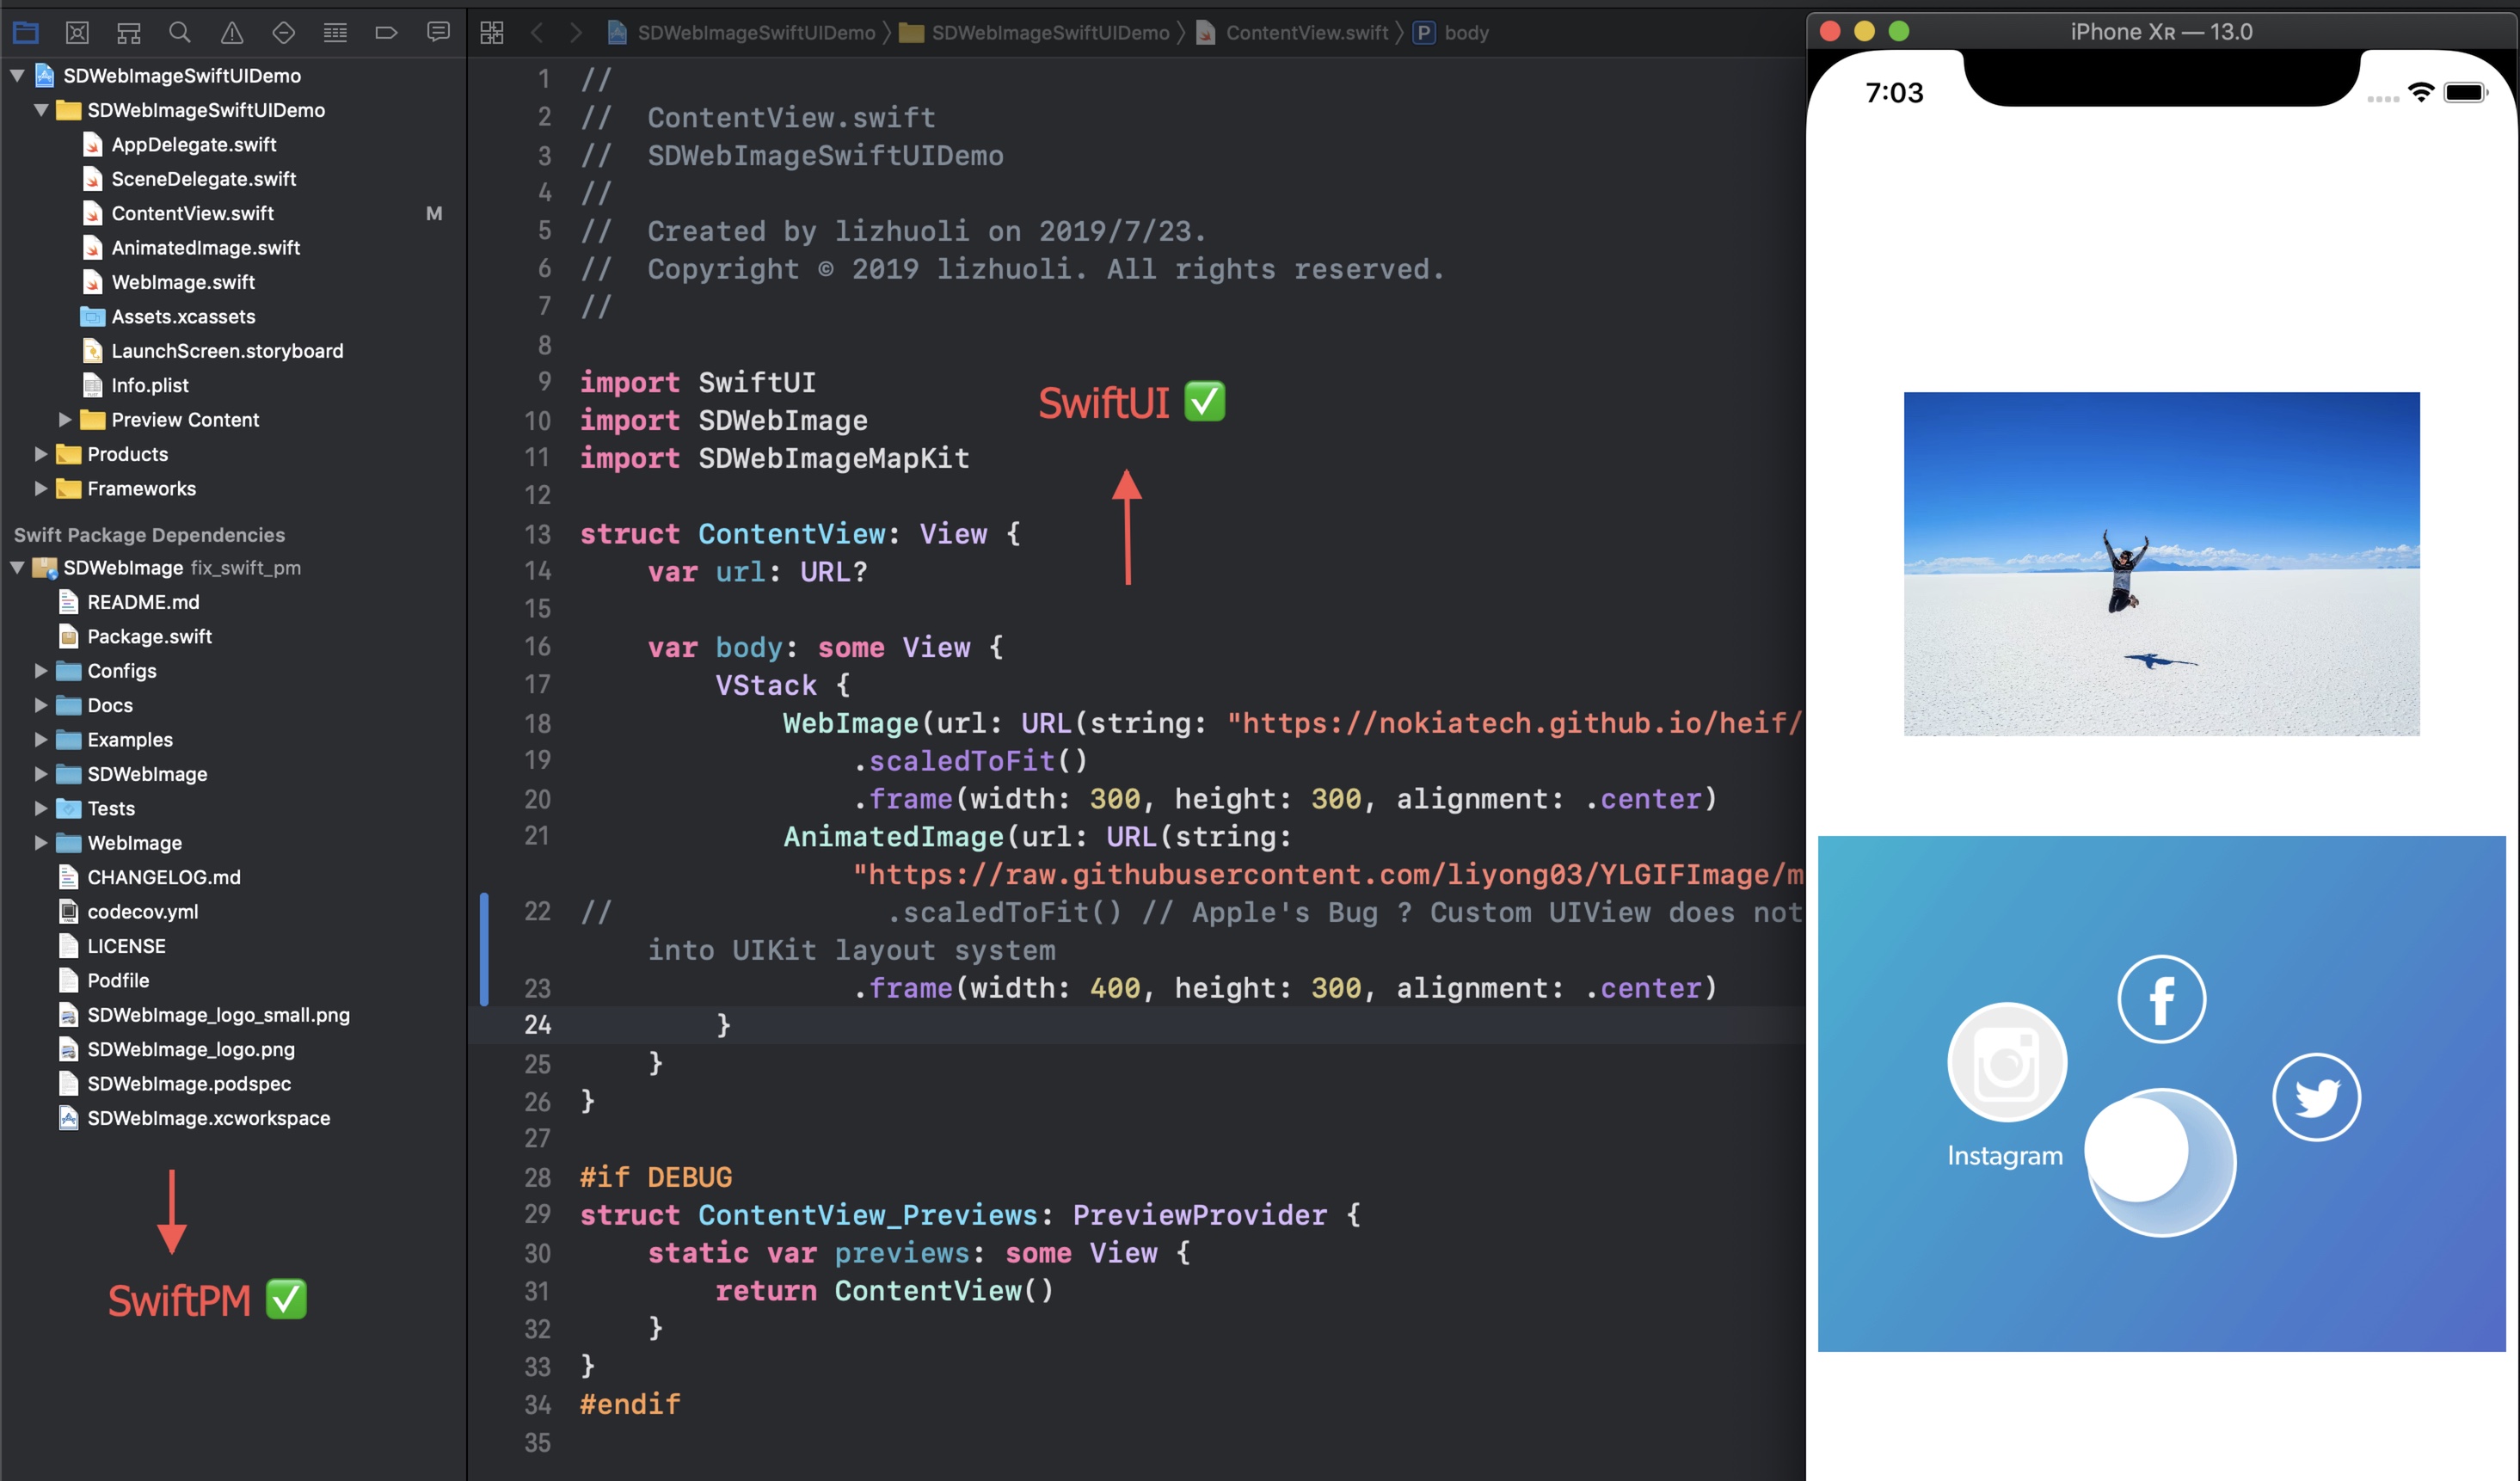 SDWebImageSwiftUIDemo
SDWebImageSwiftUIDemo
AppDelegate.swift
SceneDelegate.swift
ContentView.swift M
AnimatedImage.swift
WebImage.swift
Assets.xcassets
LaunchScreen.storyboard
Info.plist
Preview Content
Products
Frameworks
Swift Package Dependencies
SDWebImage fix_swift_pm
README.md
Package.swift
Configs
Docs
Examples
SDWebImage
Tests
WebImage
CHANGELOG.md
codecov.yml
LICENSE
Podfile
SDWebImage_logo_small.png
SDWebImage_logo.png
SDWebImage.podspec
SDWebImage.xcworkspace
SwiftPM ✅
SDWebImageSwiftUIDemo 〉 SDWebImageSwiftUIDemo 〉 ContentView.swift 〉 P body
1 //
2 //  ContentView.swift
3 //  SDWebImageSwiftUIDemo
4 //
5 //  Created by lizhuoli on 2019/7/23.
6 //  Copyright © 2019 lizhuoli. All rights reserved.
7 //
8
9 import SwiftUI
10 import SDWebImage
11 import SDWebImageMapKit
12
13 struct ContentView: View {
14     var url: URL?
15
16     var body: some View {
17         VStack {
18             WebImage(url: URL(string: "https://nokiatech.github.io/heif/
19                 .scaledToFit()
20                 .frame(width: 300, height: 300, alignment: .center)
21             AnimatedImage(url: URL(string:
"https://raw.githubusercontent.com/liyong03/YLGIFImage/m
22 //                .scaledToFit() // Apple's Bug ? Custom UIView does not
into UIKit layout system
23                 .frame(width: 400, height: 300, alignment: .center)
24         }
25     }
26 }
27
28 #if DEBUG
29 struct ContentView_Previews: PreviewProvider {
30     static var previews: some View {
31         return ContentView()
32     }
33 }
34 #endif
35
SwiftUI ✅
iPhone Xʀ — 13.0
7:03
Instagram